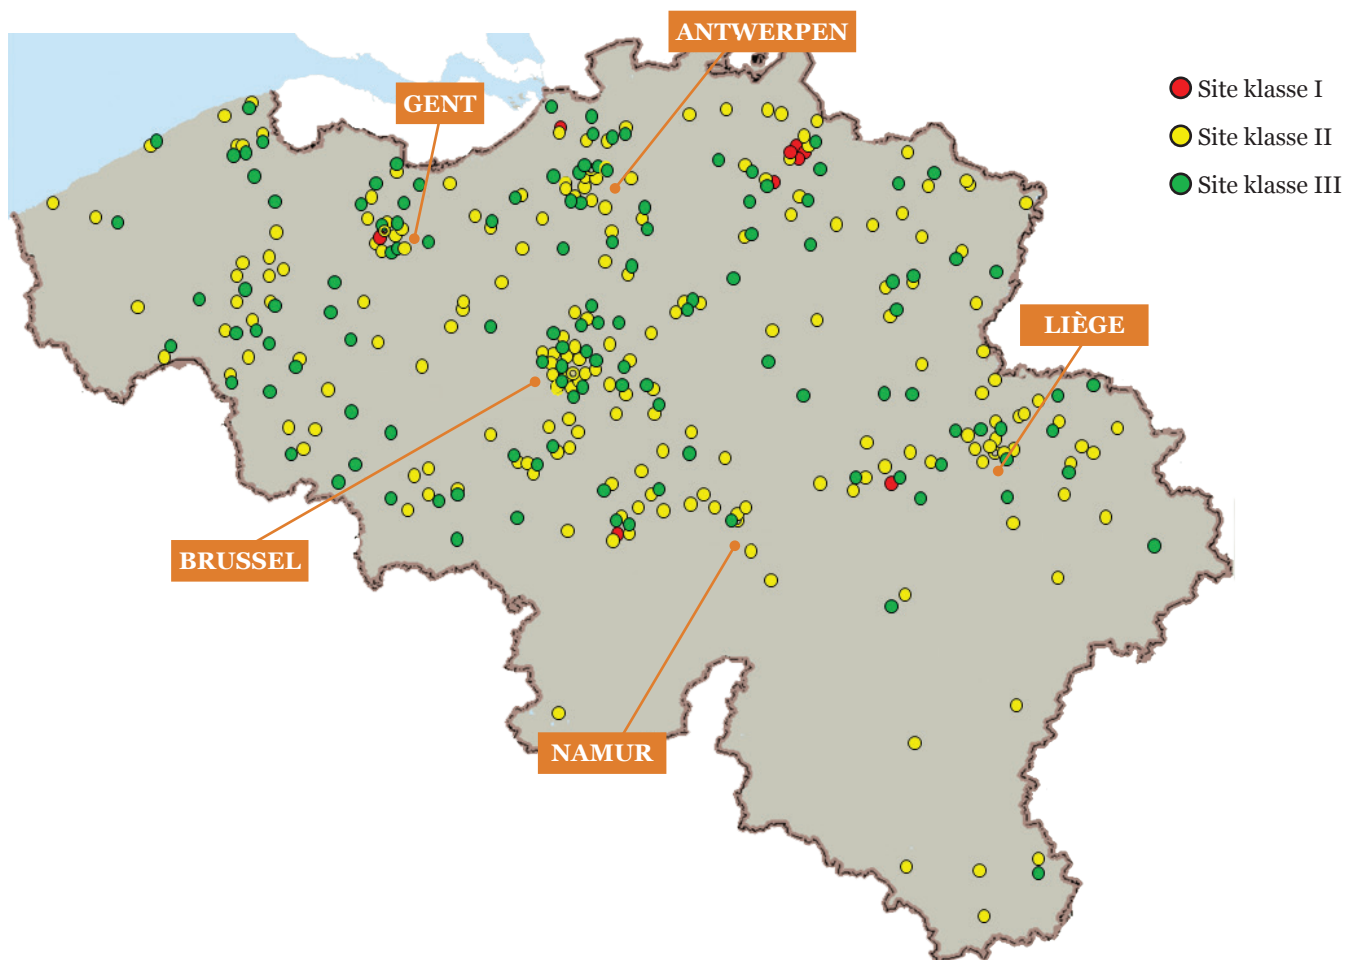 ANTWERPEN
GENT
Site klasse I
Site klasse II
Site klasse III
LIÈGE
BRUSSEL
NAMUR